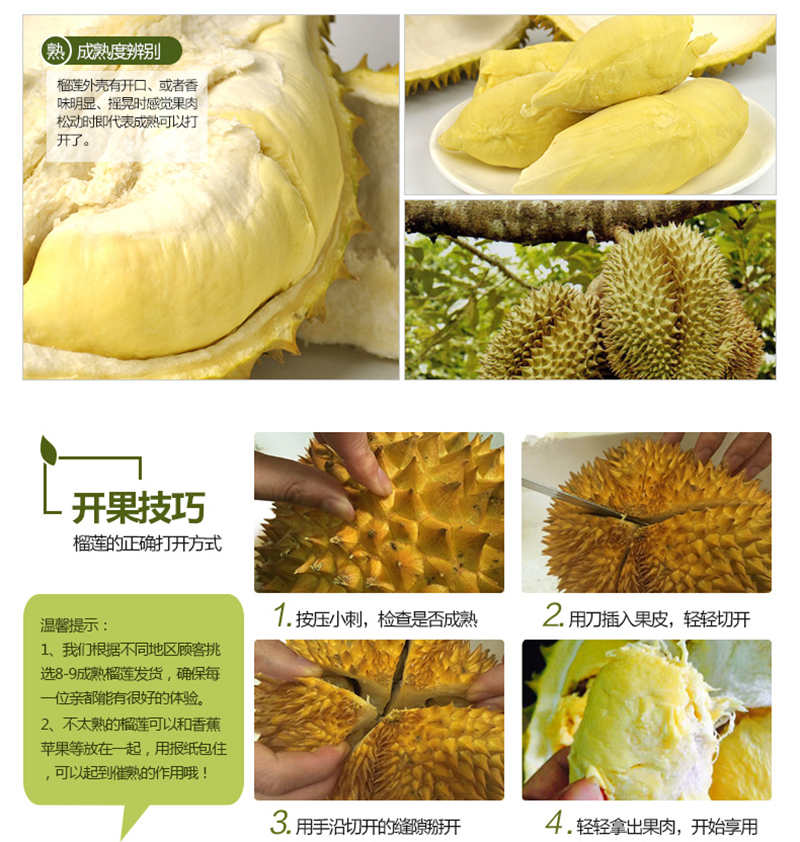 熟 成熟度辨别
榴莲外壳有开口、或者香
味明显、摇晃时感觉果肉
松动时即代表成熟可以打
开了。
开果技巧
榴莲的正确打开方式
1. 按压小刺，检查是否成熟
2. 用刀插入果皮，轻轻切开
温馨提示：
1、我们根据不同地区顾客挑
选8-9成熟榴莲发货，确保每
一位亲都能有很好的体验。
2、不太熟的榴莲可以和香蕉
苹果等放在一起，用报纸包住
，可以起到催熟的作用哦！
3. 用手沿切开的缝隙掰开
4. 轻轻拿出果肉，开始享用